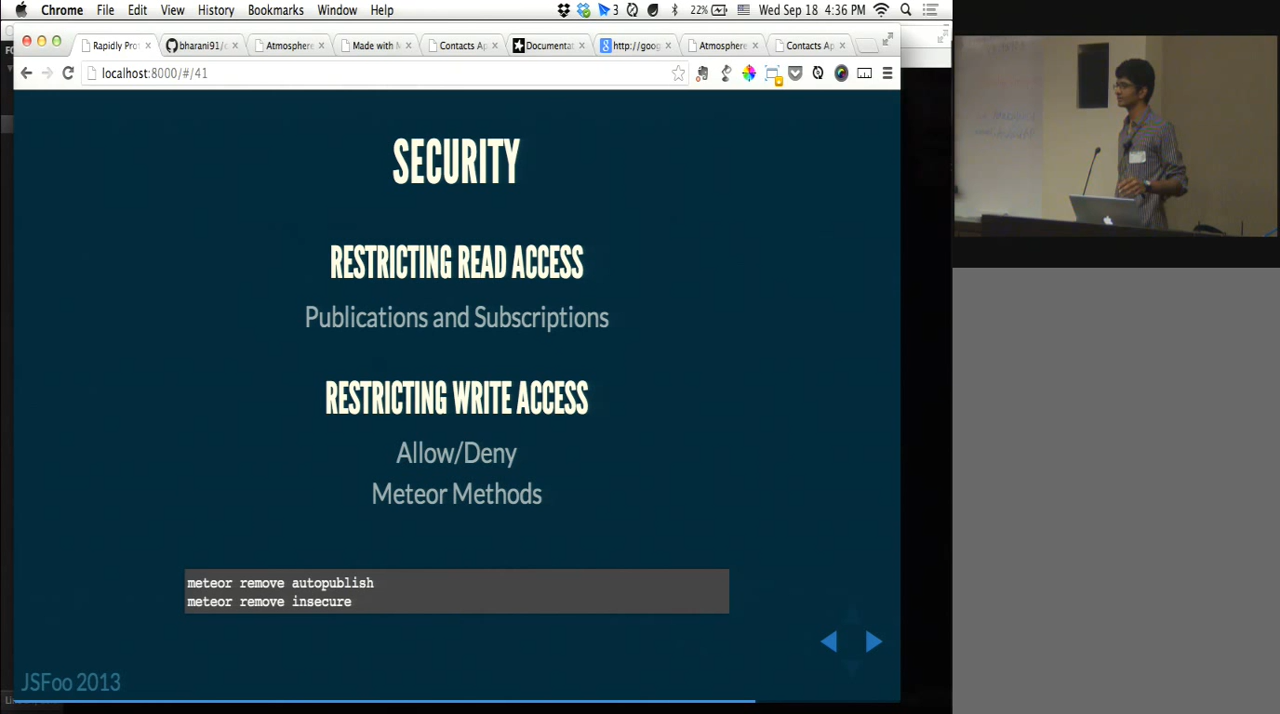 Chrome File Edit View History Bookmarks Window Help 3 22% Wed Sep 18 4:36 PM
Rapidly Pro bharani91/ Atmosphere Made with Contacts Ap Documentat http://goog Atmosphere Contacts Ap
localhost:8000/#/41
SECURITY
RESTRICTING READ ACCESS
Publications and Subscriptions
RESTRICTING WRITE ACCESS
Allow/Deny
Meteor Methods
meteor remove autopublish
meteor remove insecure
JSFoo 2013